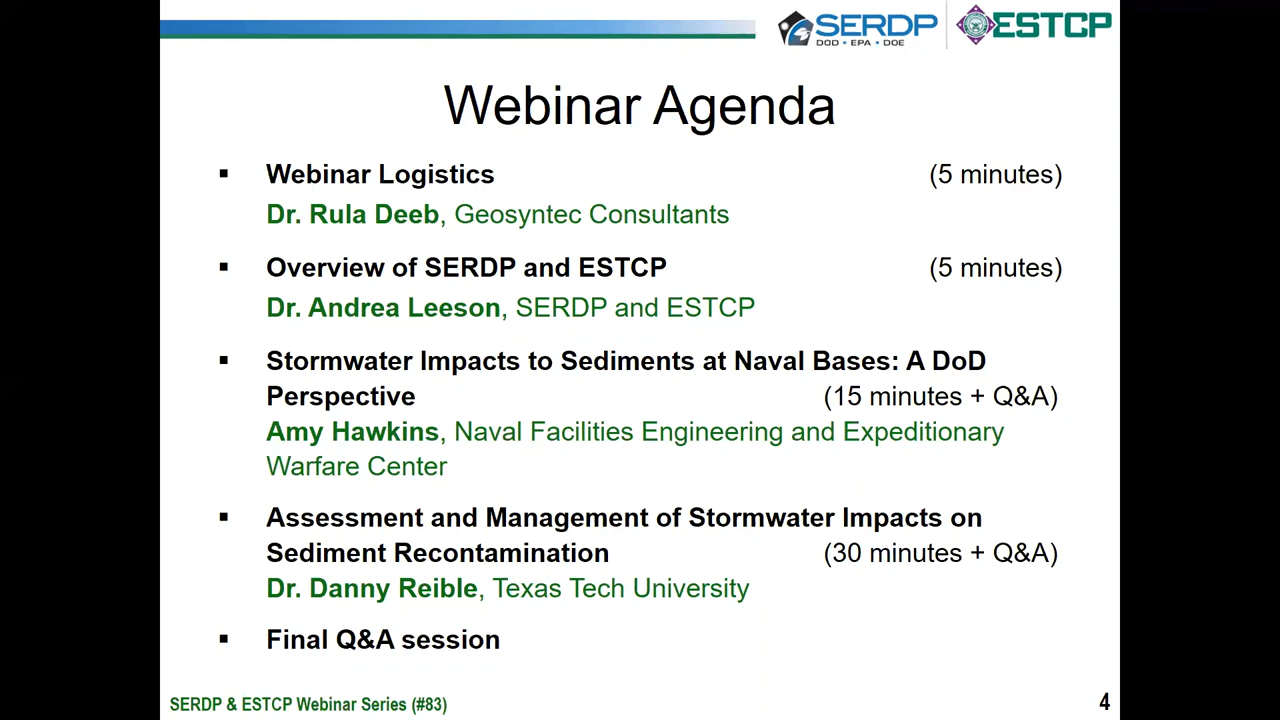 SERDP
DOD • EPA • DOE
ESTCP
Webinar Agenda
▪ Webinar Logistics (5 minutes)
Dr. Rula Deeb, Geosyntec Consultants
▪ Overview of SERDP and ESTCP (5 minutes)
Dr. Andrea Leeson, SERDP and ESTCP
▪ Stormwater Impacts to Sediments at Naval Bases: A DoD
Perspective (15 minutes + Q&A)
Amy Hawkins, Naval Facilities Engineering and Expeditionary
Warfare Center
▪ Assessment and Management of Stormwater Impacts on
Sediment Recontamination (30 minutes + Q&A)
Dr. Danny Reible, Texas Tech University
▪ Final Q&A session
SERDP & ESTCP Webinar Series (#83)
4